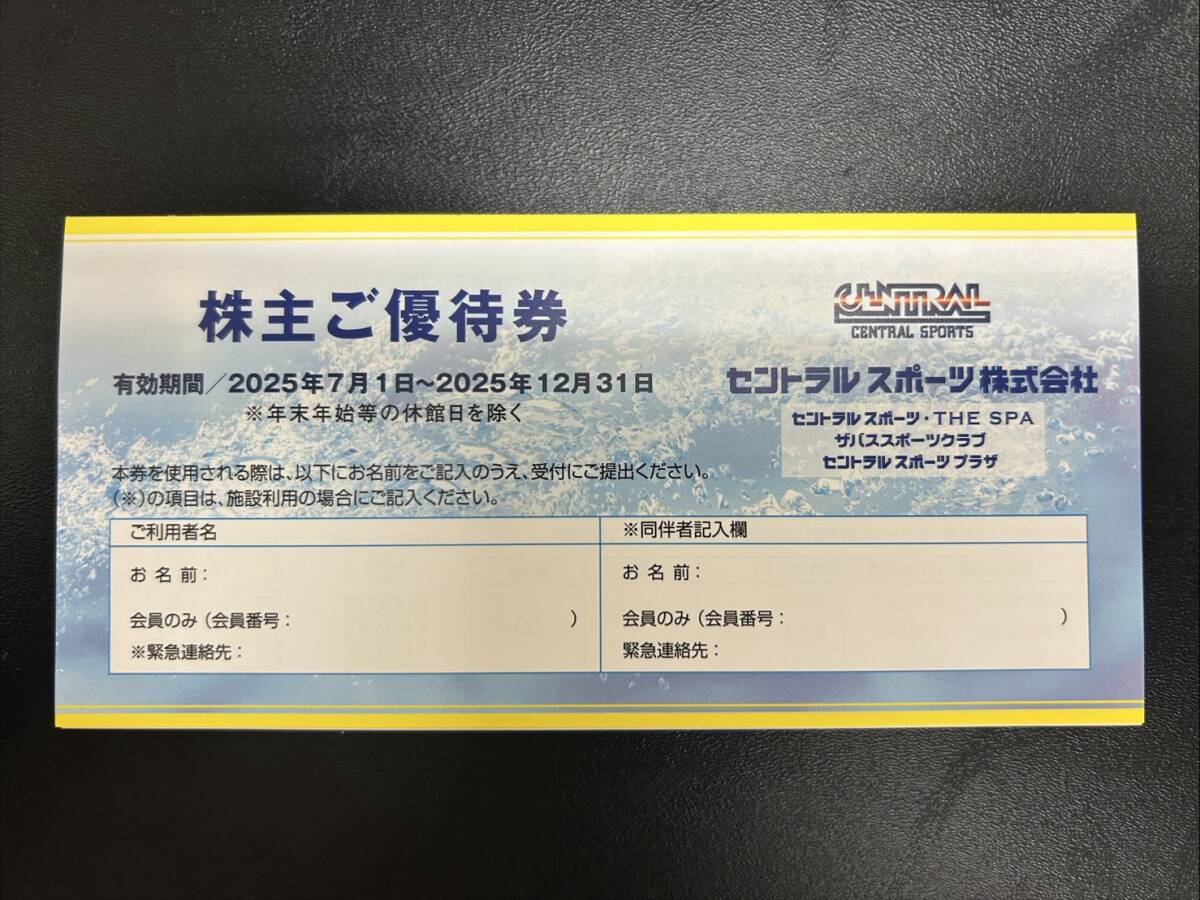 株主ご優待券
有効期間／2025年7月1日～2025年12月31日
※年末年始等の休館日を除く
CENTRAL
CENTRAL SPORTS
セントラルスポーツ株式会社
セントラルスポーツ・THE SPA
ザバススポーツクラブ
セントラルスポーツプラザ
本券を使用される際は、以下にお名前をご記入のうえ、受付にご提出ください。
（※）の項目は、施設利用の場合にご記入ください。
ご利用者名
お名前：
会員のみ（会員番号：　）
※緊急連絡先：
※同伴者記入欄
お名前：
会員のみ（会員番号：　）
緊急連絡先：